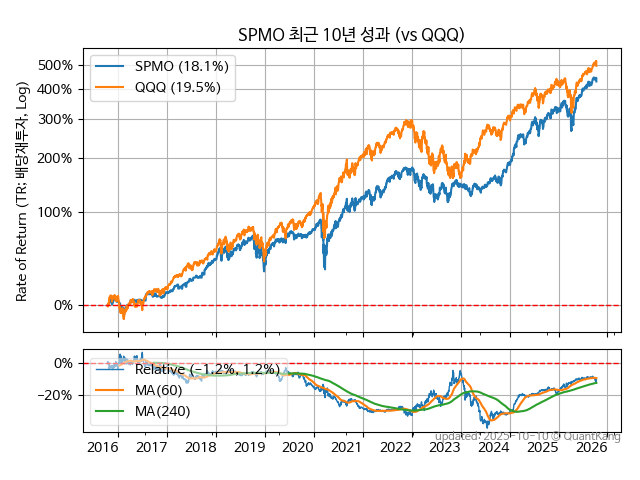 SPMO 최근 10년 성과 (vs QQQ)
Rate of Return (TR: 배당재투자, Log)
500%
400%
300%
200%
100%
0%
SPMO (18.1%)
QQQ (19.5%)
0%
−20%
Relative (−1.2%, 1.2%)
MA(60)
MA(240)
updated: 2025-10-10 © QuantKang
2016 2017 2018 2019 2020 2021 2022 2023 2024 2025 2026